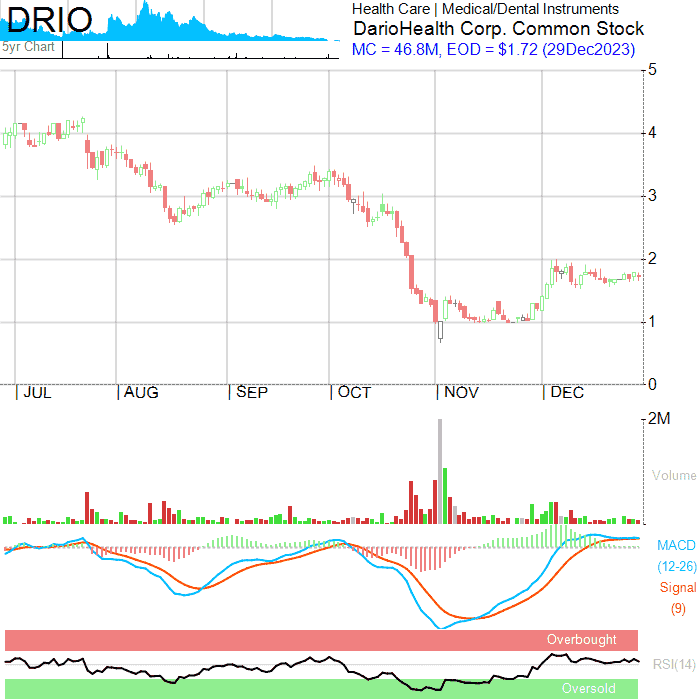 DRIO
5yr Chart
Health Care | Medical/Dental Instruments
DarioHealth Corp. Common Stock
MC = 46.8M, EOD = $1.72 (29Dec2023)
5
4
3
2
1
0
JUL AUG SEP OCT NOV DEC
2M
Volume
MACD
(12-26)
Signal
(9)
Overbought
RSI(14)
Oversold